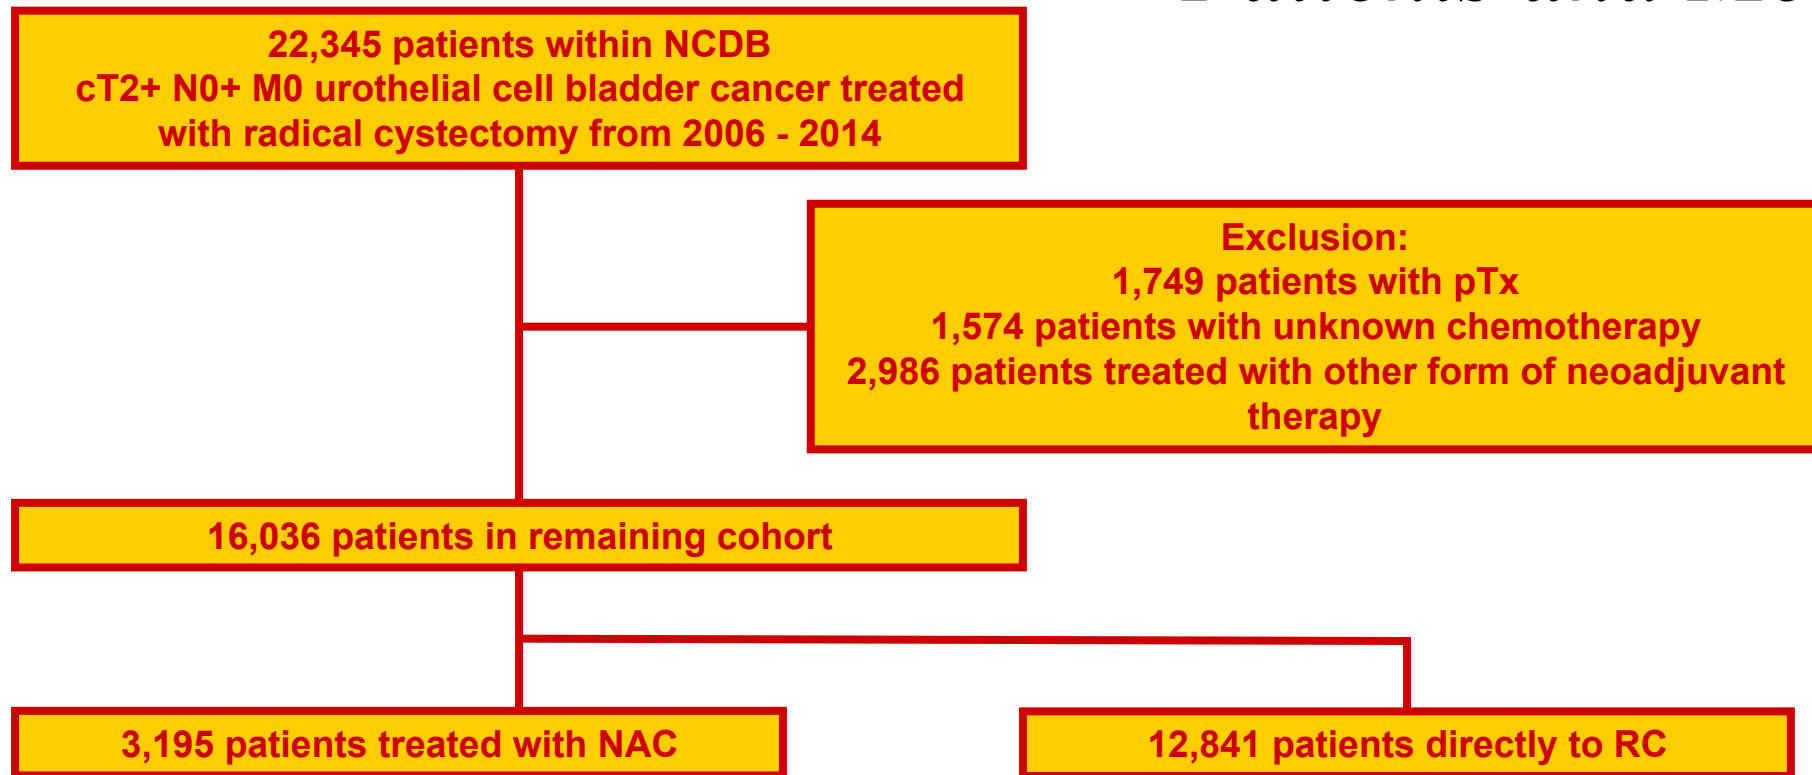 22,345 patients within NCDB
cT2+ N0+ M0 urothelial cell bladder cancer treated
with radical cystectomy from 2006 - 2014
Exclusion:
1,749 patients with pTx
1,574 patients with unknown chemotherapy
2,986 patients treated with other form of neoadjuvant
therapy
16,036 patients in remaining cohort
3,195 patients treated with NAC
12,841 patients directly to RC